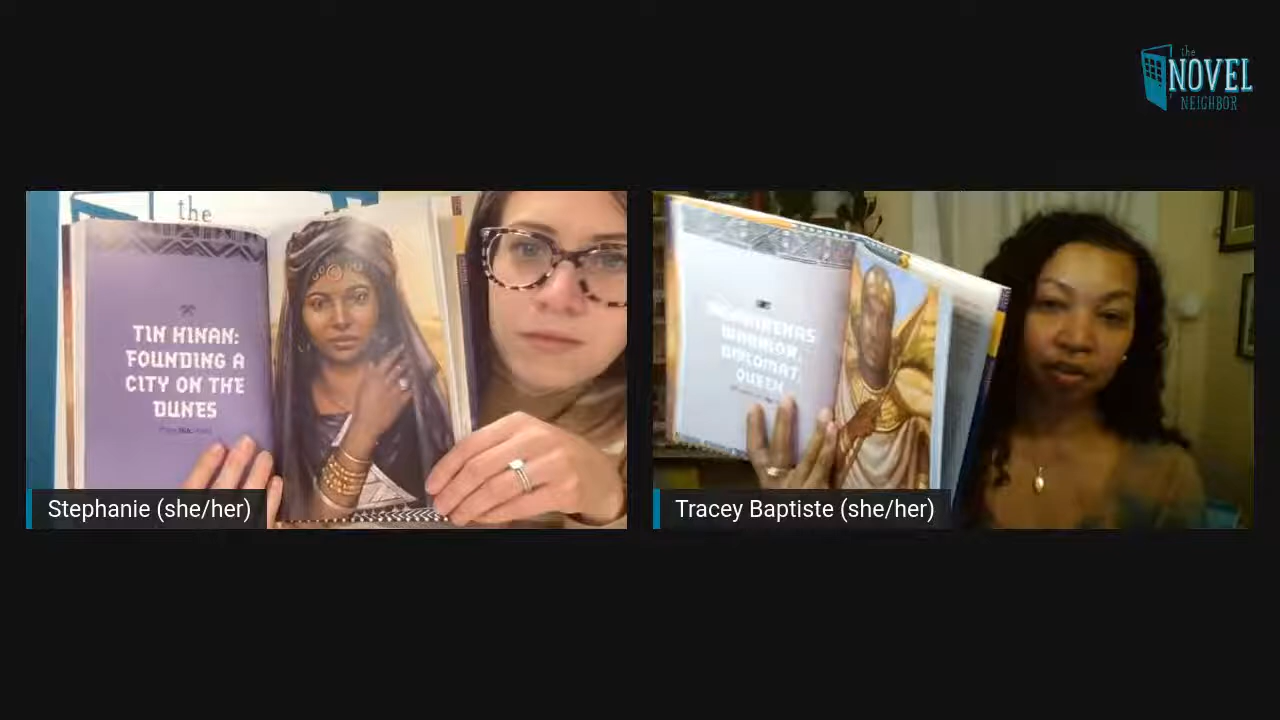 the
NOVEL
NEIGHBOR
the
TIN HINAN:
FOUNDING A
CITY ON THE
DUNES
WARRIOR,
DIPLOMAT,
QUEEN
Stephanie (she/her)
Tracey Baptiste (she/her)